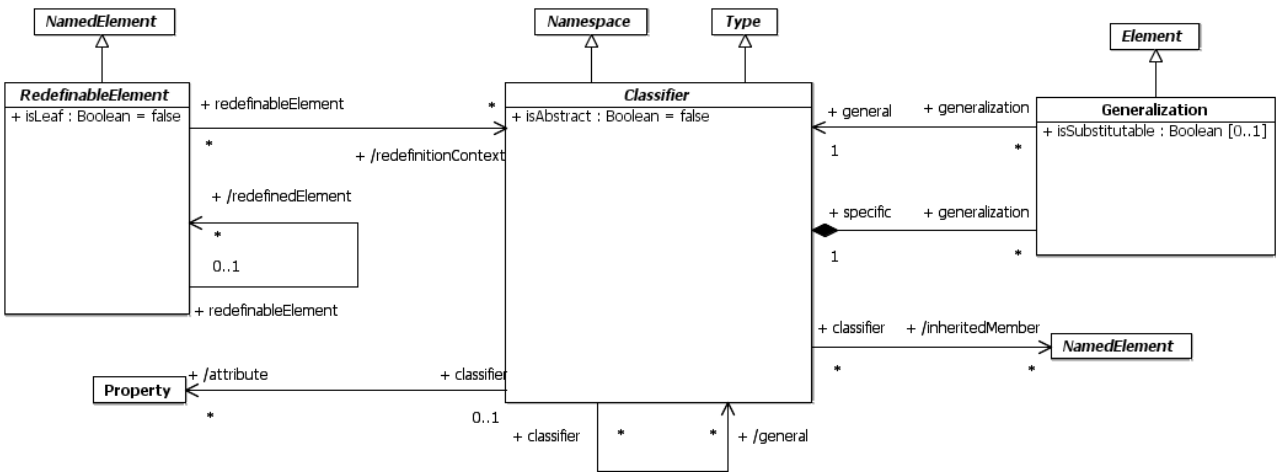 NamedElement
Namespace
Type
Element
RedefinableElement
+ isLeaf : Boolean = false
+ redefinableElement
*
*
+ /redefinitionContext
+ /redefinedElement
*
0..1
+ redefinableElement
Classifier
+ isAbstract : Boolean = false
+ general
+ generalization
1
*
Generalization
+ isSubstitutable : Boolean [0..1]
+ specific
+ generalization
1
*
+ classifier
+ /inheritedMember
*
*
NamedElement
Property
+ /attribute
+ classifier
*
0..1
+ classifier
*
*
+ /general